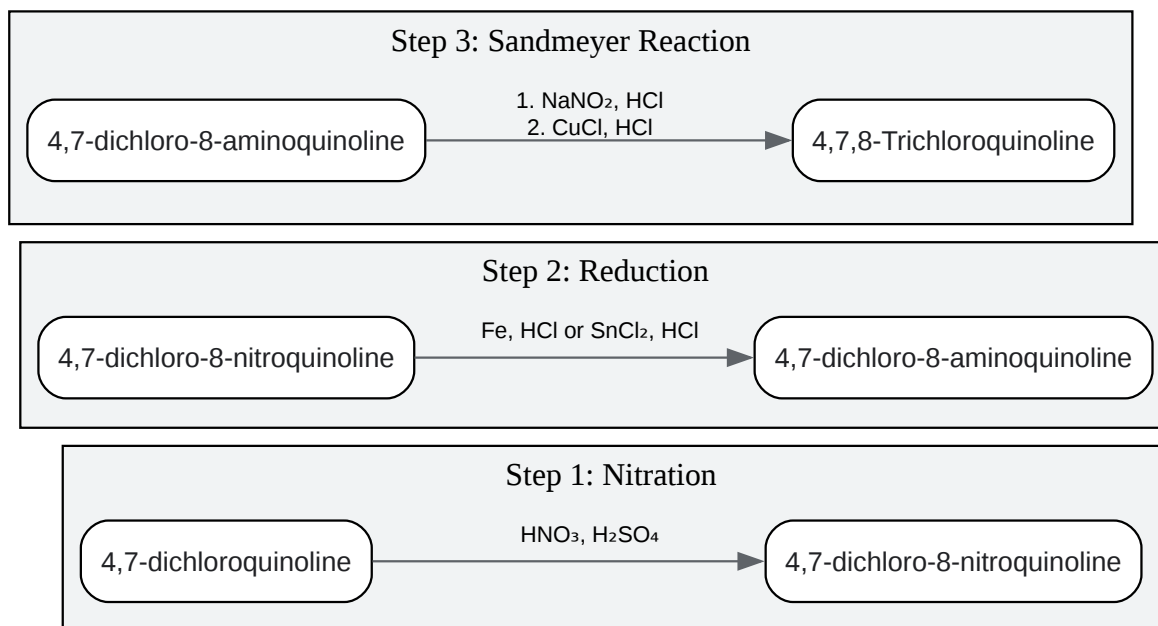 Step 3: Sandmeyer Reaction
4,7-dichloro-8-aminoquinoline
1. NaNO₂, HCl
2. CuCl, HCl
4,7,8-Trichloroquinoline
Step 2: Reduction
4,7-dichloro-8-nitroquinoline
Fe, HCl or SnCl₂, HCl
4,7-dichloro-8-aminoquinoline
Step 1: Nitration
4,7-dichloroquinoline
HNO₃, H₂SO₄
4,7-dichloro-8-nitroquinoline